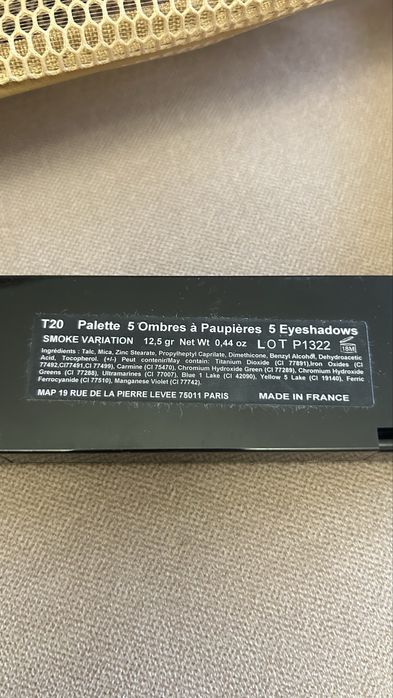 T20 Palette 5 Ombres à Paupières 5 Eyeshadows
SMOKE VARIATION 12,5 gr Net Wt 0,44 oz LOT P1322 18M
Ingrédients : Talc, Mica, Zinc Stearate, Propylheptyl Caprilate, Dimethicone, Benzyl Alcohol, Dehydroacetic
Acid, Tocopherol. (+/-) Peut contenir/May contain: Titanium Dioxide (CI 77891),Iron Oxides (CI
77492,CI77491,CI 77499), Carmine (CI 75470), Chromium Hydroxide Green (CI 77289), Chromium Hydroxide
Greens (CI 77288), Ultramarines (CI 77007), Blue 1 Lake (CI 42090), Yellow 5 Lake (CI 19140), Ferric
Ferrocyanide (CI 77510), Manganese Violet (CI 77742).
MAP 19 RUE DE LA PIERRE LEVEE 75011 PARIS MADE IN FRANCE